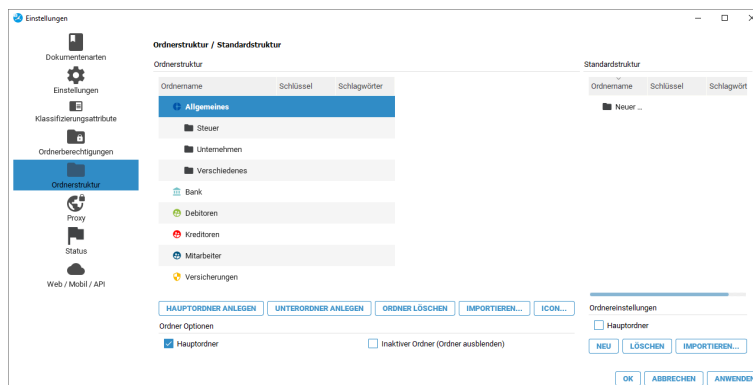 Einstellungen
Dokumentenarten
Einstellungen
Klassifizierungsattribute
Ordnerberechtigungen
Ordnerstruktur
Proxy
Status
Web / Mobil / API
Ordnerstruktur / Standardstruktur
Ordnerstruktur
Ordnername Schlüssel Schlagwörter
Allgemeines
Steuer
Unternehmen
Verschiedenes
Bank
Debitoren
Kreditoren
Mitarbeiter
Versicherungen
HAUPTORDNER ANLEGEN UNTERORDNER ANLEGEN ORDNER LÖSCHEN IMPORTIEREN... ICON...
Ordner Optionen
Hauptordner Inaktiver Ordner (Ordner ausblenden)
Standardstruktur
Ordnername Schlüssel Schlagwört
Neuer ...
Ordnereinstellungen
Hauptordner
NEU LÖSCHEN IMPORTIEREN...
OK ABBRECHEN ANWENDEN